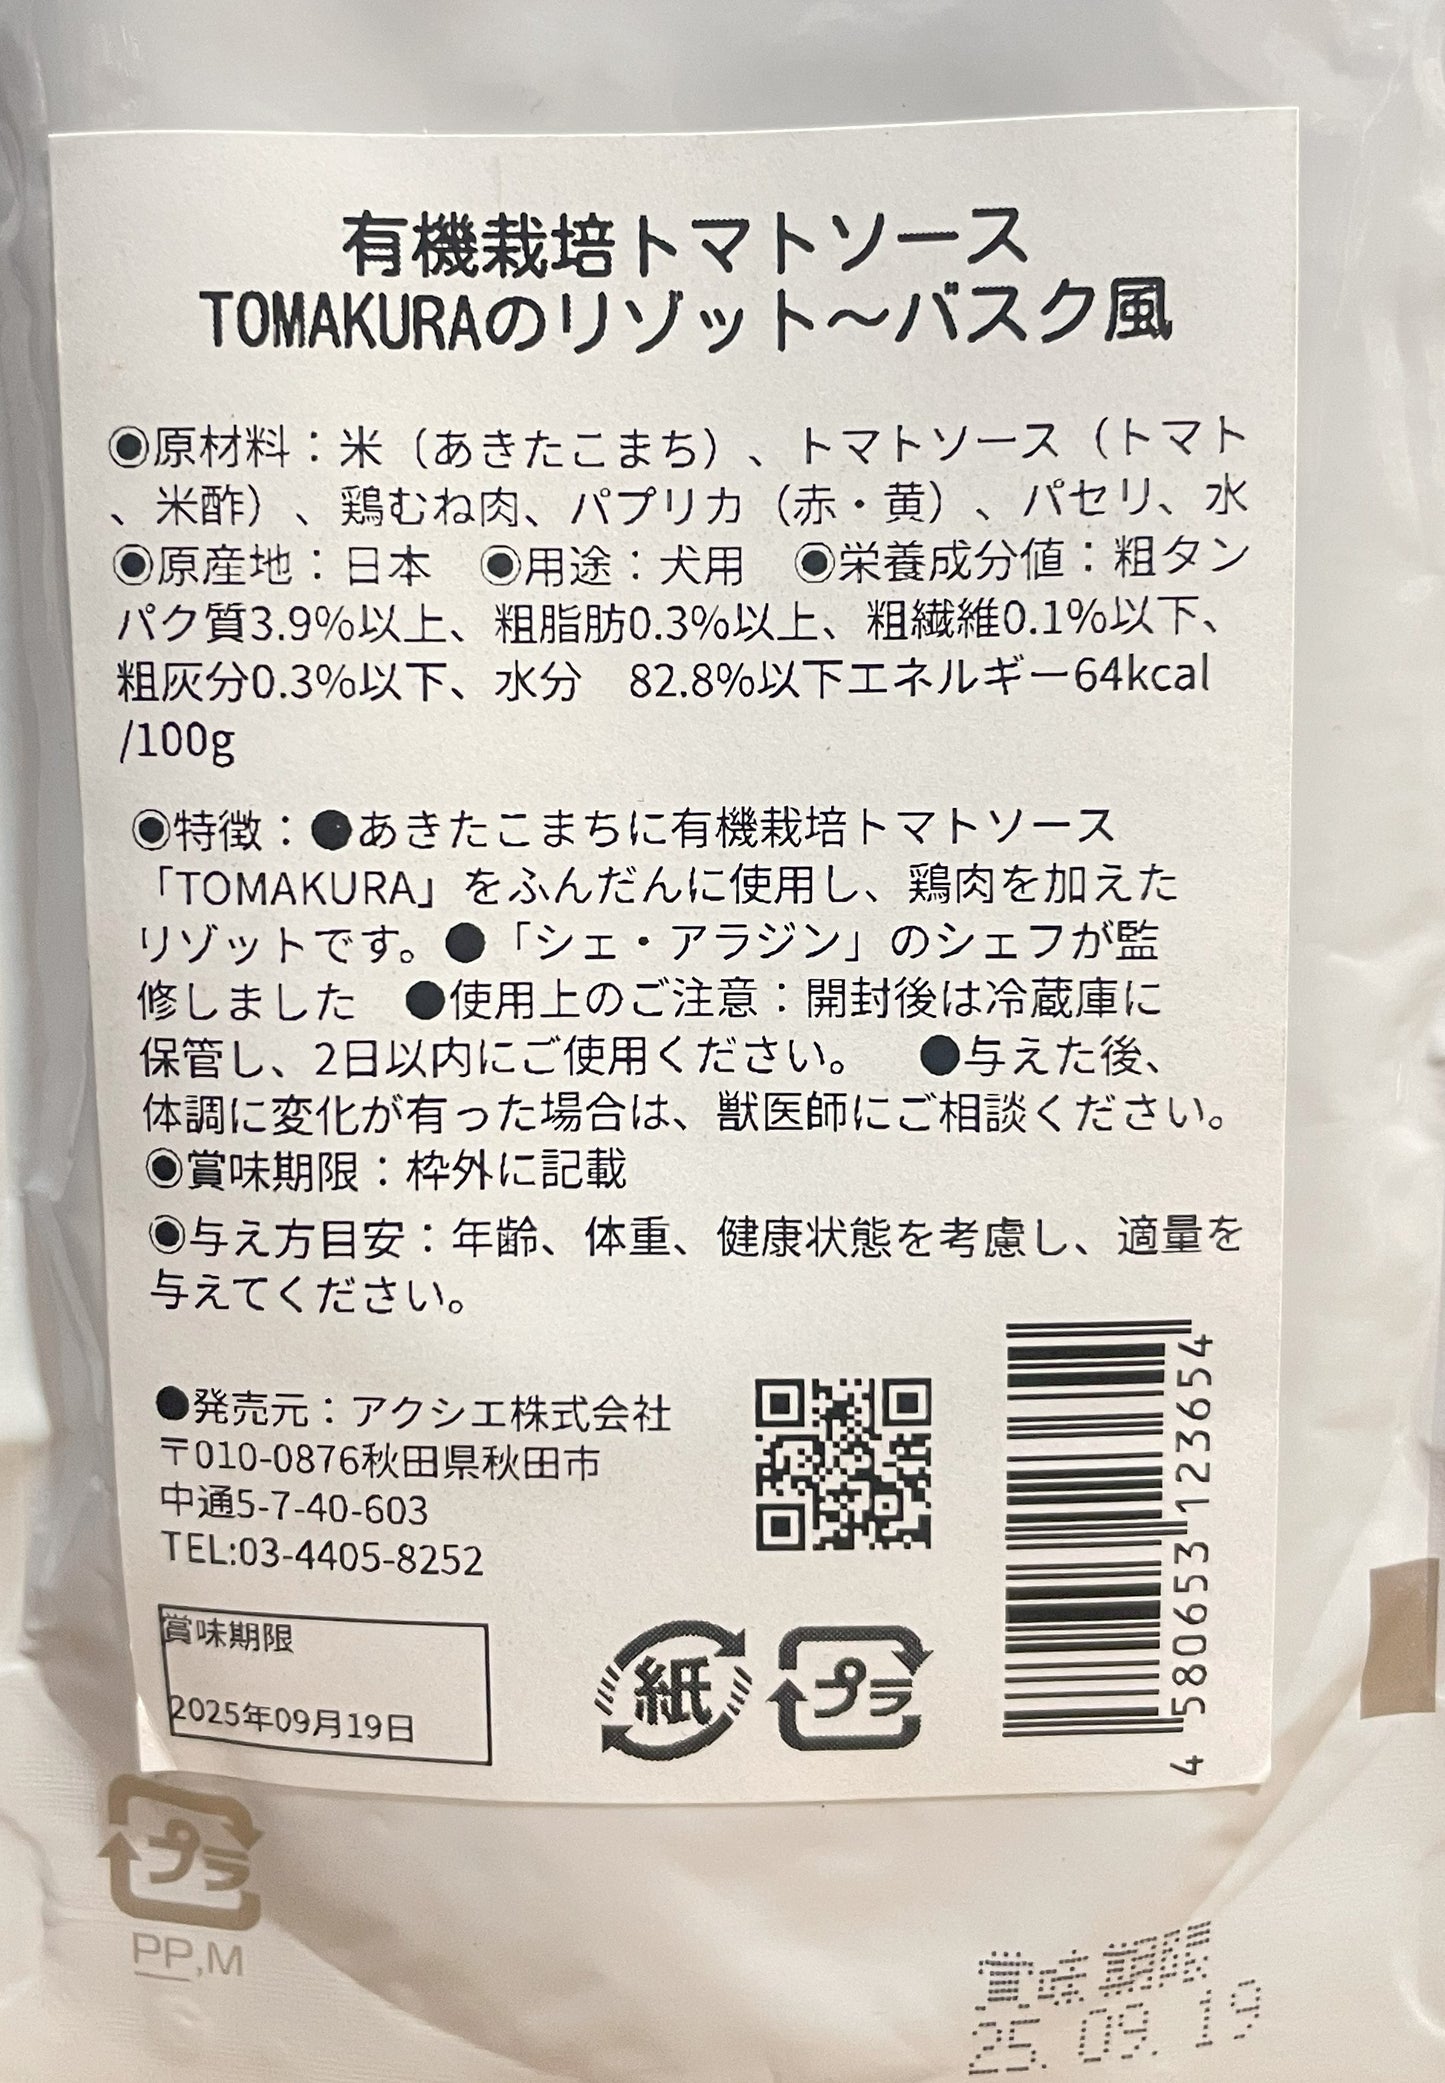 有機栽培トマトソース
TOMAKURAのリゾット～バスク風
◉原材料：米（あきたこまち）、トマトソース（トマト
、米酢）、鶏むね肉、パプリカ（赤・黄）、パセリ、水
◉原産地：日本　◉用途：犬用　◉栄養成分値：粗タン
パク質3.9%以上、粗脂肪0.3%以上、粗繊維0.1%以下、
粗灰分0.3%以下、水分　82.8%以下エネルギー64kcal
/100g
◉特徴：●あきたこまちに有機栽培トマトソース
「TOMAKURA」をふんだんに使用し、鶏肉を加えた
リゾットです。●「シェ・アラジン」のシェフが監
修しました　●使用上のご注意：開封後は冷蔵庫に
保管し、2日以内にご使用ください。　●与えた後、
体調に変化が有った場合は、獣医師にご相談ください。
◉賞味期限：枠外に記載
◉与え方目安：年齢、体重、健康状態を考慮し、適量を
与えてください。
●発売元：アクシエ株式会社
〒010-0876秋田県秋田市
中通5-7-40-603
TEL:03-4405-8252
賞味期限
2025年09月19日
紙
プラ
4 580653 123654
プラ
PP,M
賞味期限
25.09.19